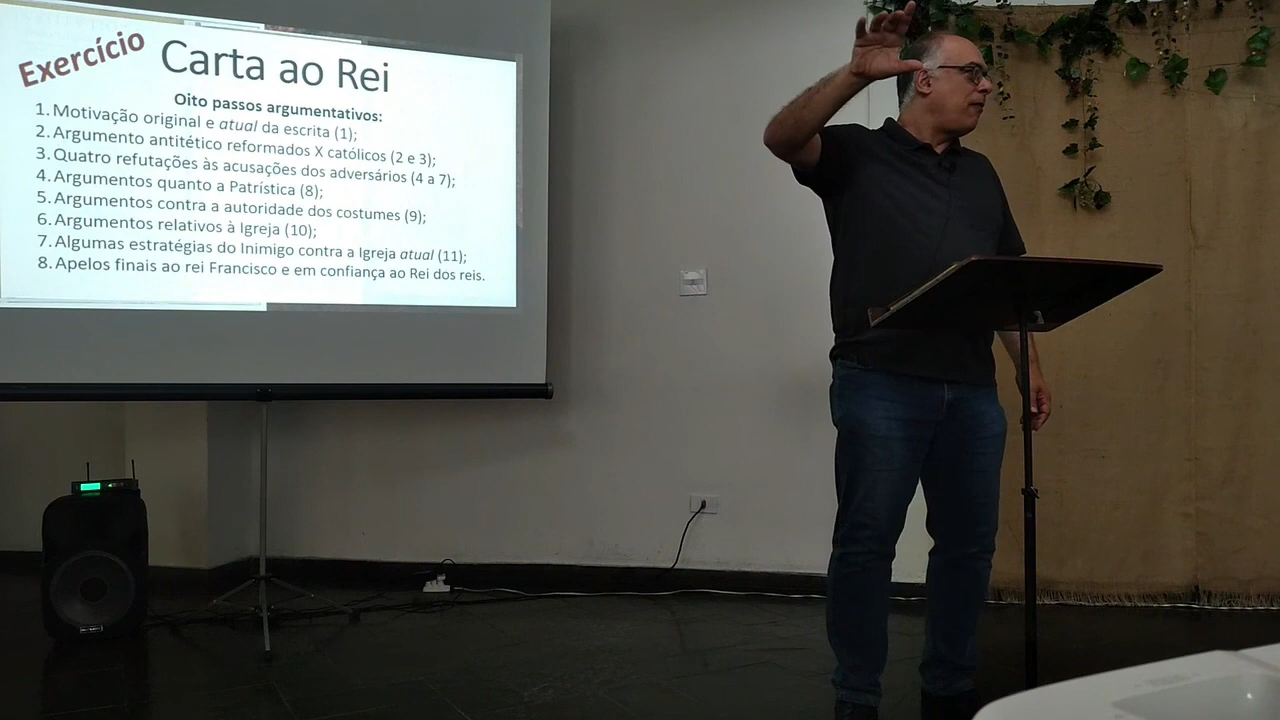 Exercício
Carta ao Rei
Oito passos argumentativos:
1. Motivação original e atual da escrita (1);
2. Argumento antitético reformados X católicos (2 e 3);
3. Quatro refutações às acusações dos adversários (4 a 7);
4. Argumentos quanto a Patrística (8);
5. Argumentos contra a autoridade dos costumes (9);
6. Argumentos relativos à Igreja (10);
7. Algumas estratégias do Inimigo contra a Igreja atual (11);
8. Apelos finais ao rei Francisco e em confiança ao Rei dos reis.